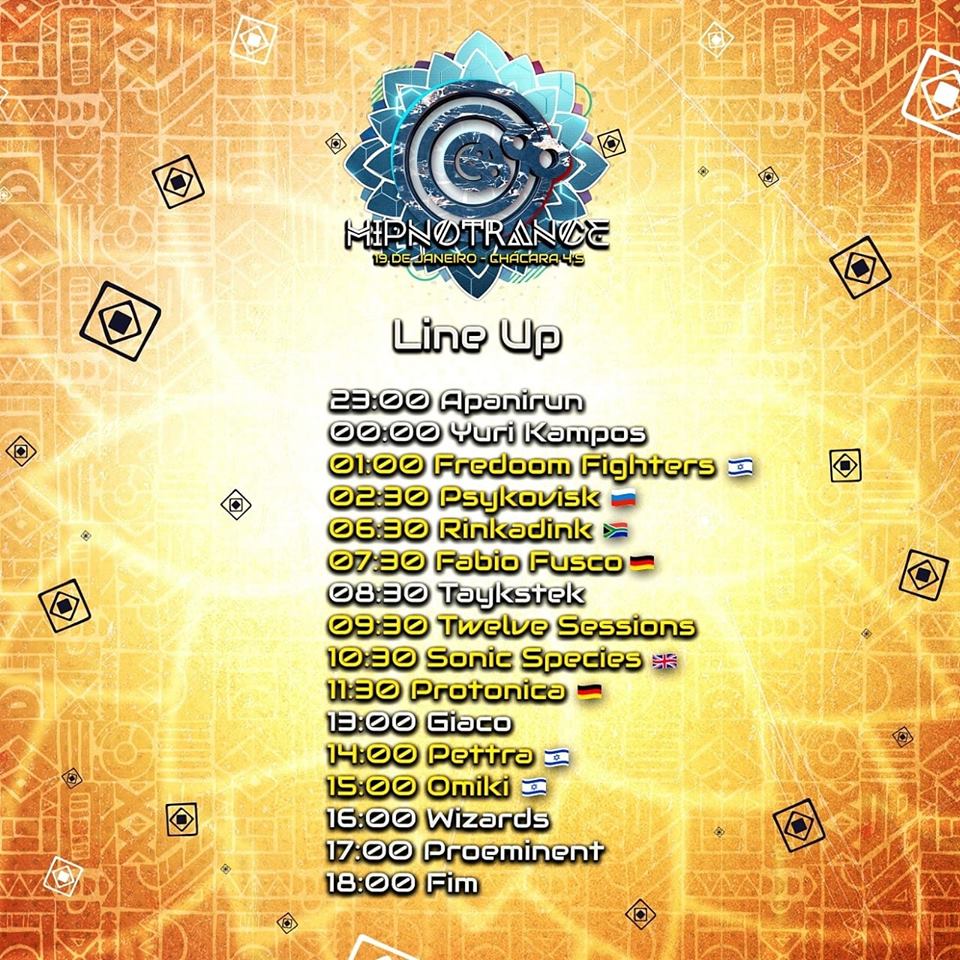 HIPNOTRANCE
19 DE JANEIRO - CHÁCARA 4'S
Line Up
23:00 Apanirun
00:00 Yuri Kampos
01:00 Fredoom Fighters
02:30 Psykovisk
06:30 Rinkadink
07:30 Fabio Fusco
08:30 Taykstek
09:30 Twelve Sessions
10:30 Sonic Species
11:30 Protonica
13:00 Giaco
14:00 Pettra
15:00 Omiki
16:00 Wizards
17:00 Proeminent
18:00 Fim